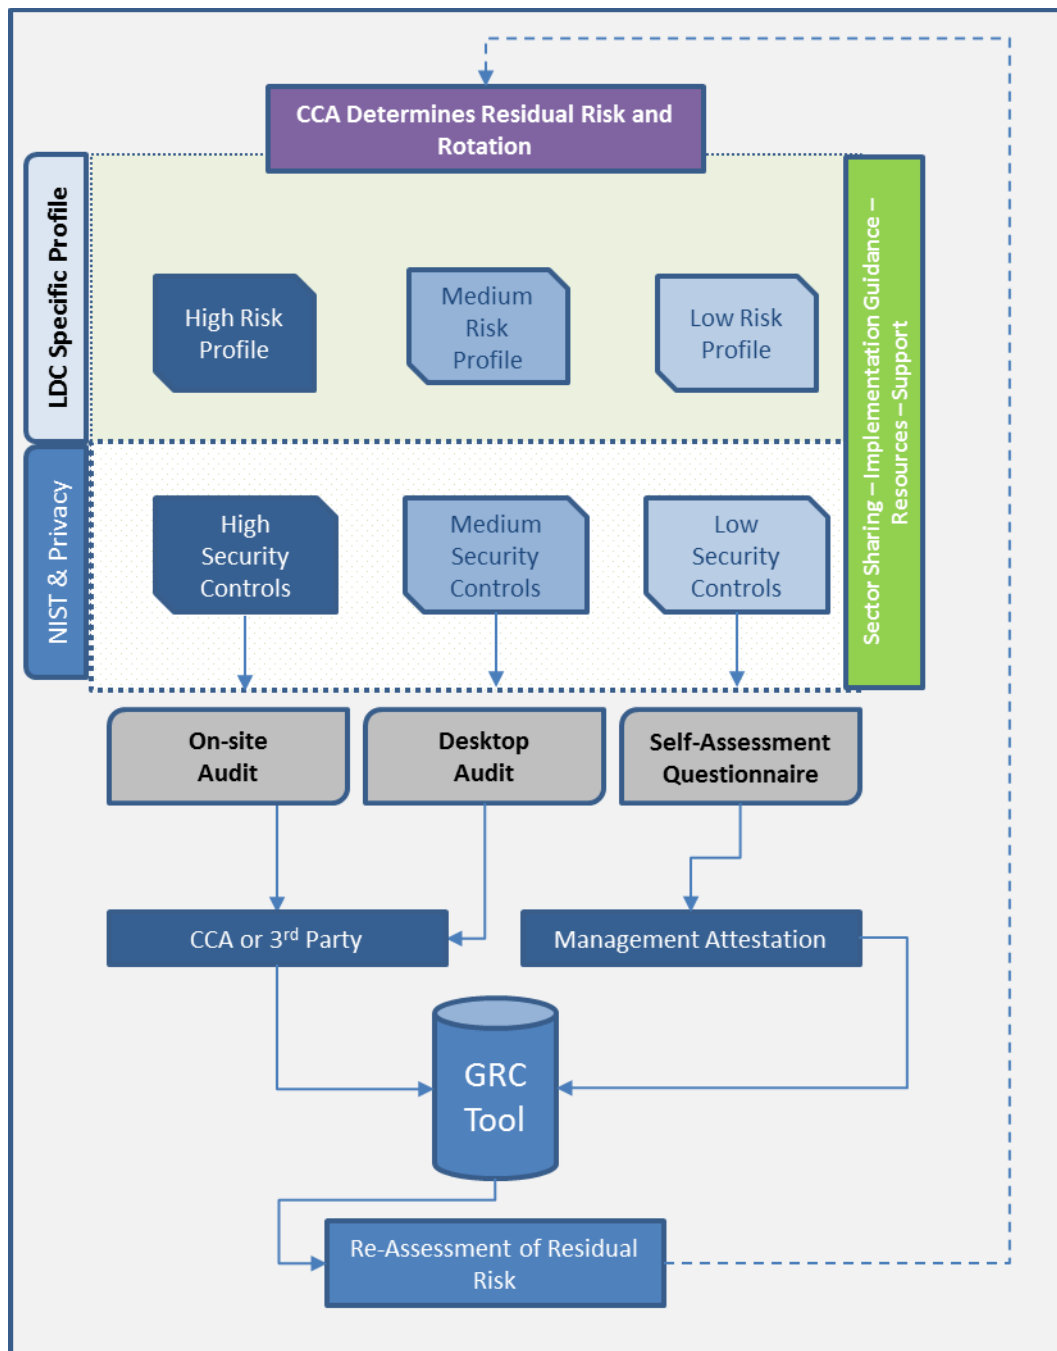 CCA Determines Residual Risk and
Rotation
LDC Specific Profile
High Risk
Profile
Medium
Risk
Profile
Low Risk
Profile
Sector Sharing – Implementation Guidance –
Resources – Support
NIST & Privacy
High
Security
Controls
Medium
Security
Controls
Low
Security
Controls
On-site
Audit
Desktop
Audit
Self-Assessment
Questionnaire
CCA or 3rd Party
Management Attestation
GRC
Tool
Re-Assessment of Residual
Risk